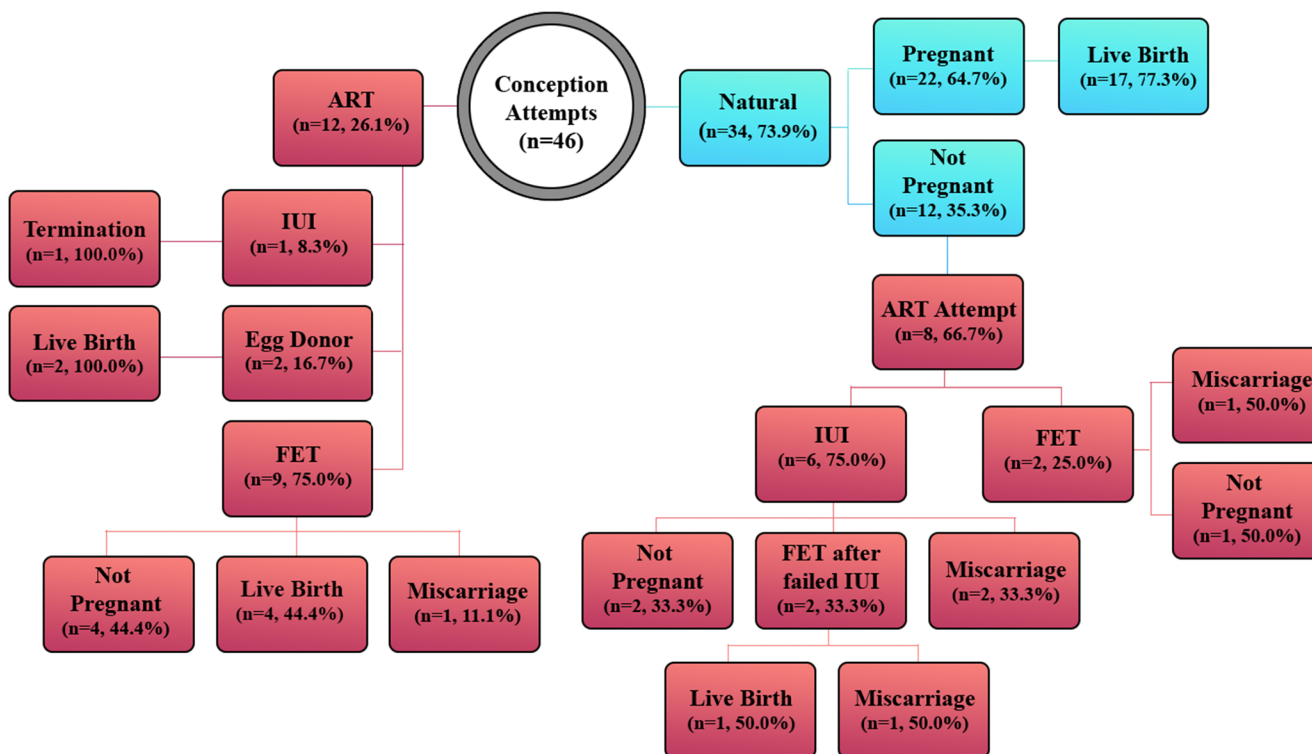 Conception
Attempts
(n=46)
ART
(n=12, 26.1%)
Termination
(n=1, 100.0%)
IUI
(n=1, 8.3%)
Live Birth
(n=2, 100.0%)
Egg Donor
(n=2, 16.7%)
FET
(n=9, 75.0%)
Not
Pregnant
(n=4, 44.4%)
Live Birth
(n=4, 44.4%)
Miscarriage
(n=1, 11.1%)
Natural
(n=34, 73.9%)
Pregnant
(n=22, 64.7%)
Live Birth
(n=17, 77.3%)
Not
Pregnant
(n=12, 35.3%)
ART Attempt
(n=8, 66.7%)
IUI
(n=6, 75.0%)
FET
(n=2, 25.0%)
Miscarriage
(n=1, 50.0%)
Not
Pregnant
(n=1, 50.0%)
Not
Pregnant
(n=2, 33.3%)
FET after
failed IUI
(n=2, 33.3%)
Miscarriage
(n=2, 33.3%)
Live Birth
(n=1, 50.0%)
Miscarriage
(n=1, 50.0%)